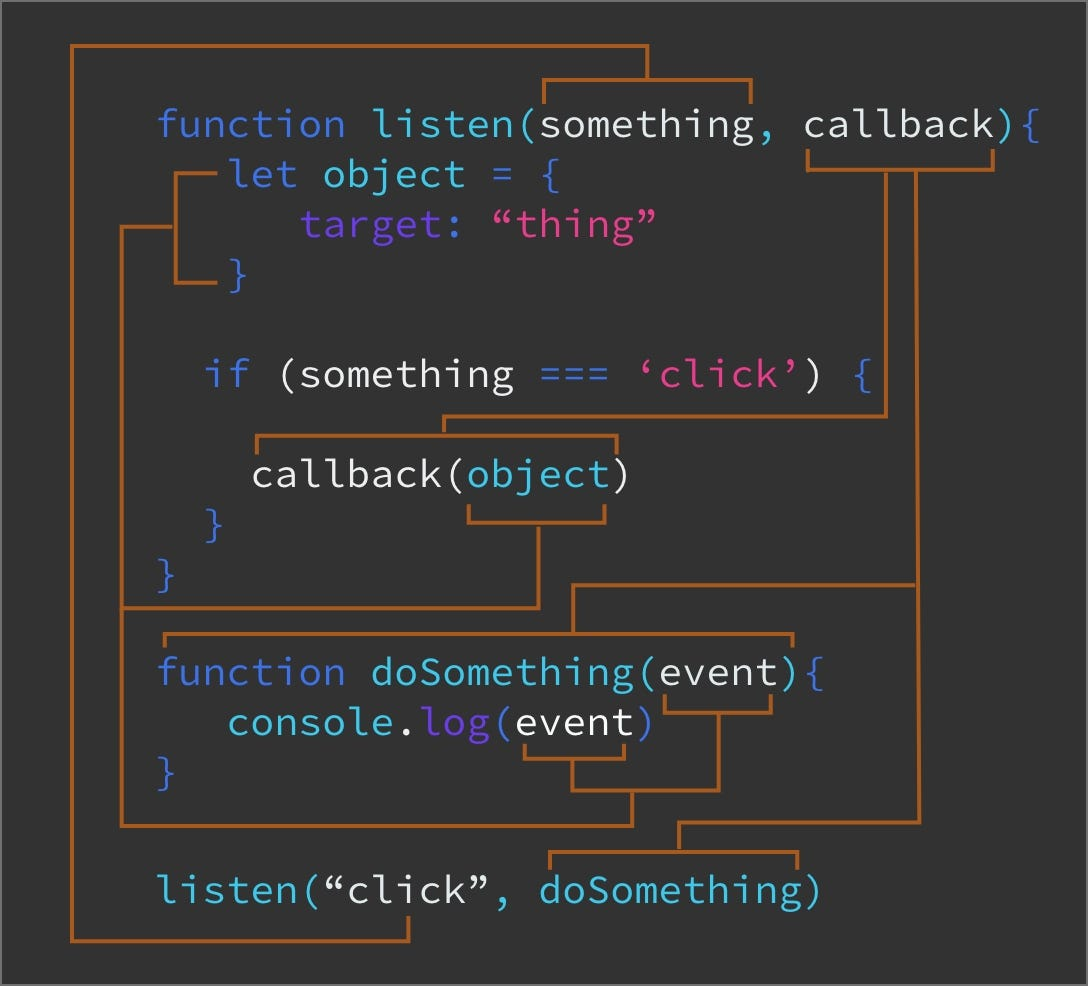 function listen(something, callback){
let object = {
target: “thing”
}
if (something === ‘click’) {
callback(object)
}
}
function doSomething(event){
console.log(event)
}
listen(“click”, doSomething)